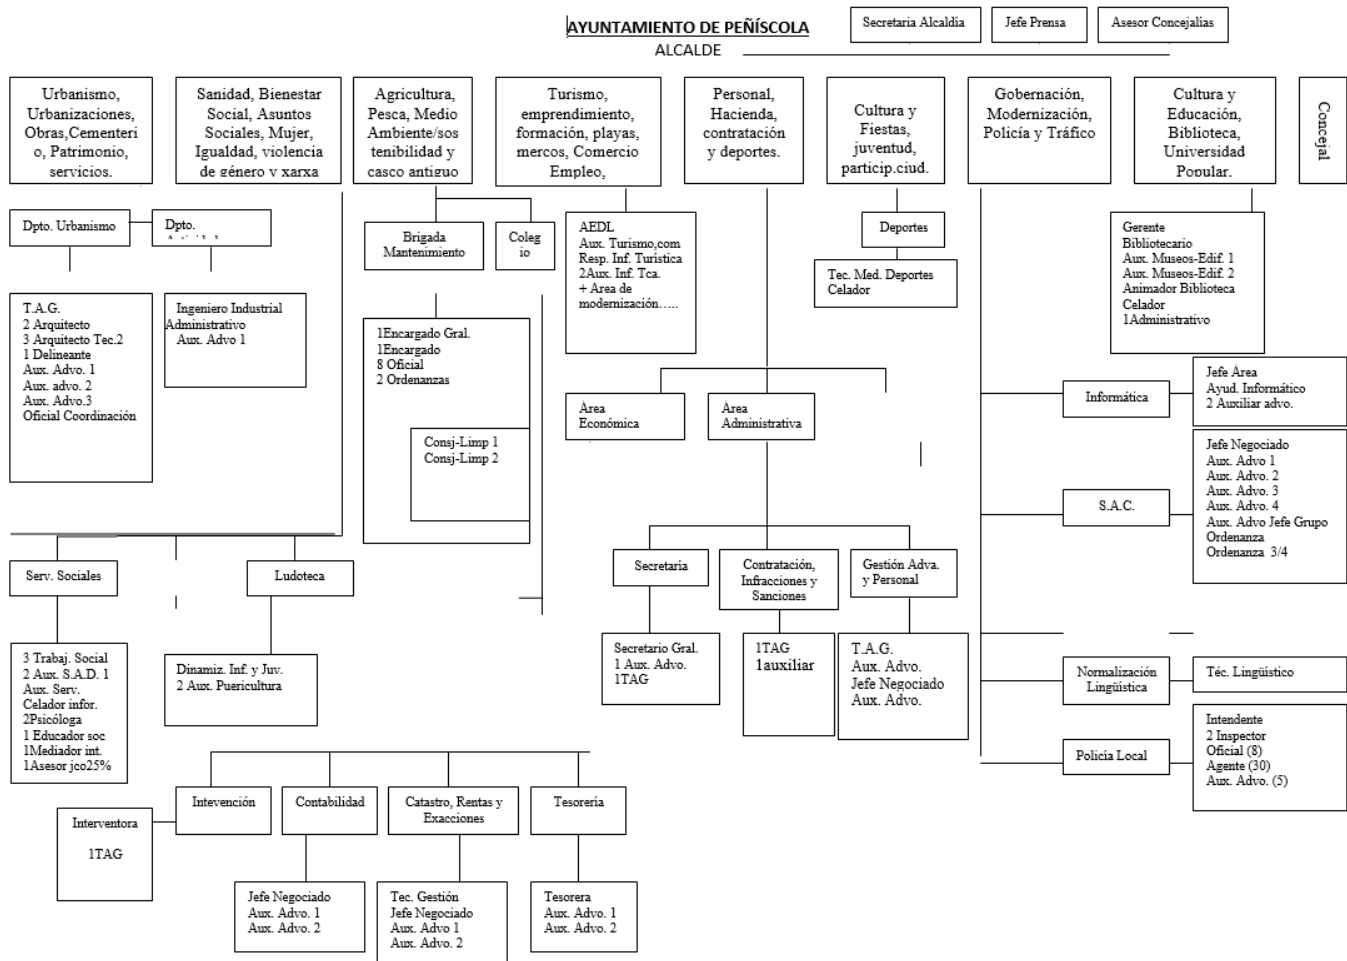 AYUNTAMIENTO DE PEÑÍSCOLA
ALCALDE
Secretaria Alcaldía
Jefe Prensa
Asesor Concejalías
Urbanismo,
Urbanizaciones,
Obras,Cementeri
o, Patrimonio,
servicios.
Sanidad, Bienestar
Social, Asuntos
Sociales, Mujer,
Igualdad, violencia
de género y xarxa
Agricultura,
Pesca, Medio
Ambiente/sos
tenibilidad y
casco antiguo
Turismo,
emprendimiento,
formación, playas,
mercos, Comercio
Empleo,
Personal,
Hacienda,
contratación
y deportes.
Cultura y
Fiestas,
juventud,
particip.ciud.
Gobernación,
Modernización,
Policía y Tráfico
Cultura y
Educación,
Biblioteca,
Universidad
Popular.
Concejal
Dpto. Urbanismo
Dpto.
T.A.G.
2 Arquitecto
3 Arquitecto Tec.2
1 Delineante
Aux. Advo. 1
Aux. advo. 2
Aux. Advo.3
Oficial Coordinación
Ingeniero Industrial
Administrativo
Aux. Advo 1
Brigada
Mantenimiento
Coleg
io
1Encargado Gral.
1Encargado
8 Oficial
2 Ordenanzas
Consj-Limp 1
Consj-Limp 2
AEDL
Aux. Turismo,com
Resp. Inf. Turística
2Aux. Inf. Tca.
+ Area de
modernización…..
Deportes
Tec. Med. Deportes
Celador
Gerente
Bibliotecario
Aux. Museos-Edif. 1
Aux. Museos-Edif. 2
Animador Biblioteca
Celador
1Administrativo
Área
Económica
Área
Administrativa
Informática
Jefe Área
Ayud. Informático
2 Auxiliar advo.
S.A.C.
Jefe Negociado
Aux. Advo 1
Aux. Advo. 2
Aux. Advo. 3
Aux. Advo. 4
Aux. Advo Jefe Grupo
Ordenanza
Ordenanza 3/4
Serv. Sociales
Ludoteca
Secretaría
Contratación,
Infracciones y
Sanciones
Gestión Adva.
y Personal
3 Trabaj. Social
2 Aux. S.A.D. 1
Aux. Serv.
Celador infor.
2Psicóloga
1 Educador soc
1Mediador int.
1Asesor jco25%
Dinamiz. Inf. y Juv.
2 Aux. Puericultura
Secretario Gral.
1 Aux. Advo.
1TAG
1TAG
1auxiliar
T.A.G.
Aux. Advo.
Jefe Negociado
Aux. Advo.
Normalización
Lingüística
Téc. Lingüístico
Policía Local
Intendente
2 Inspector
Oficial (8)
Agente (30)
Aux. Advo. (5)
Intevención
Contabilidad
Catastro, Rentas y
Exacciones
Tesorería
Interventora
1TAG
Jefe Negociado
Aux. Advo. 1
Aux. Advo. 2
Tec. Gestión
Jefe Negociado
Aux. Advo 1
Aux. Advo. 2
Tesorera
Aux. Advo. 1
Aux. Advo. 2